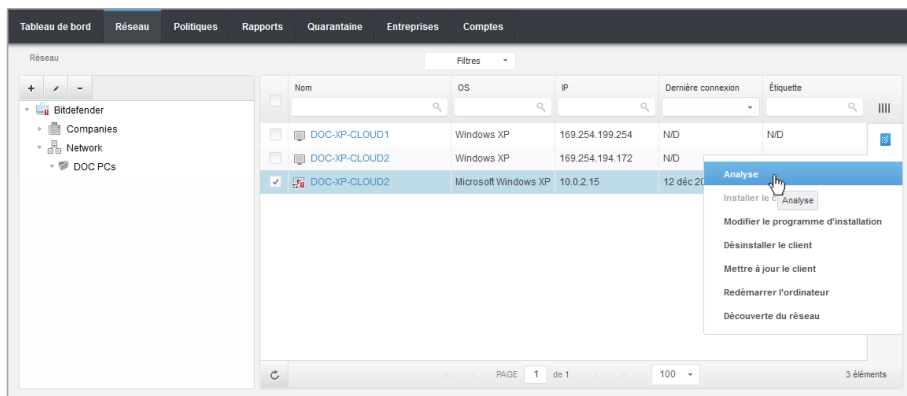 Tableau de bord Réseau Politiques Rapports Quarantaine Entreprises Comptes
Réseau
Filtres
Nom OS IP Dernière connexion Étiquette
Bitdefender
Companies
Network
DOC PCs
DOC-XP-CLOUD1 Windows XP 169.254.199.254 N/D N/D
DOC-XP-CLOUD2 Windows XP 169.254.194.172 N/D
DOC-XP-CLOUD2 Microsoft Windows XP 10.0.2.15 12 déc 20
Analyse
Installer le c
Analyse
Modifier le programme d'installation
Désinstaller le client
Mettre à jour le client
Redémarrer l'ordinateur
Découverte du réseau
PAGE 1 de 1 100 3 éléments